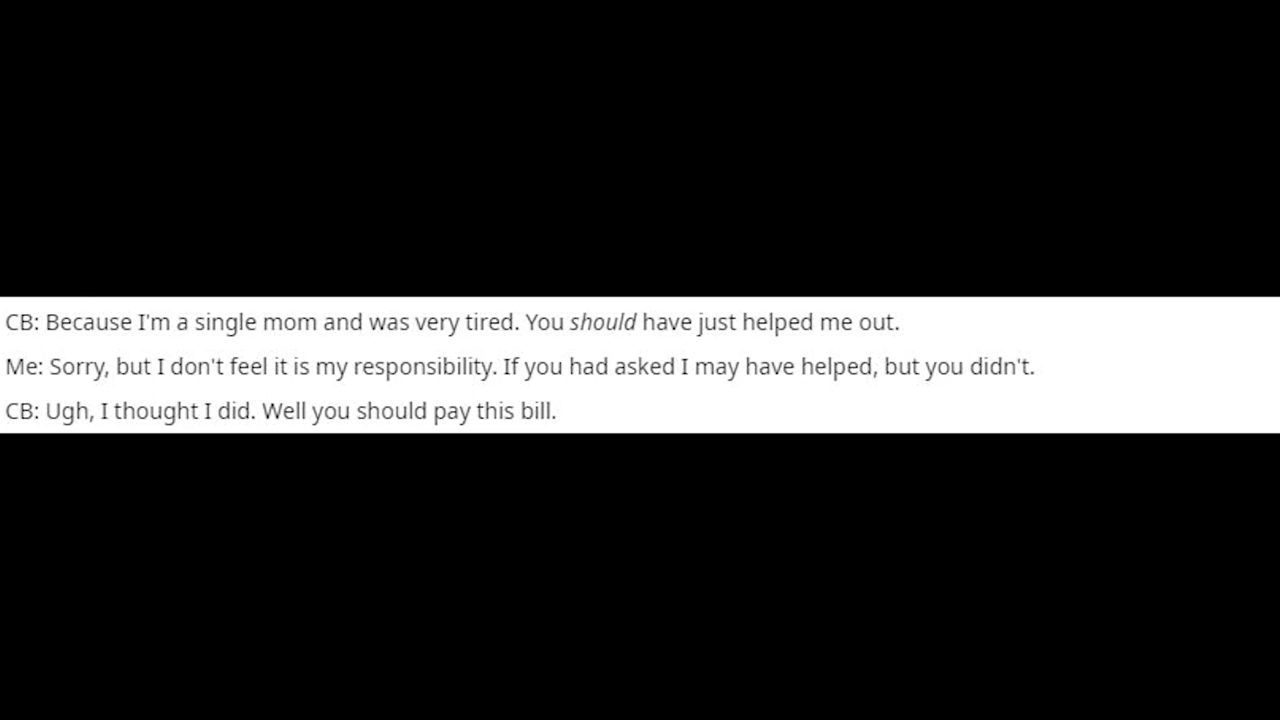 CB: Because I'm a single mom and was very tired. You should have just helped me out.
Me: Sorry, but I don't feel it is my responsibility. If you had asked I may have helped, but you didn't.
CB: Ugh, I thought I did. Well you should pay this bill.